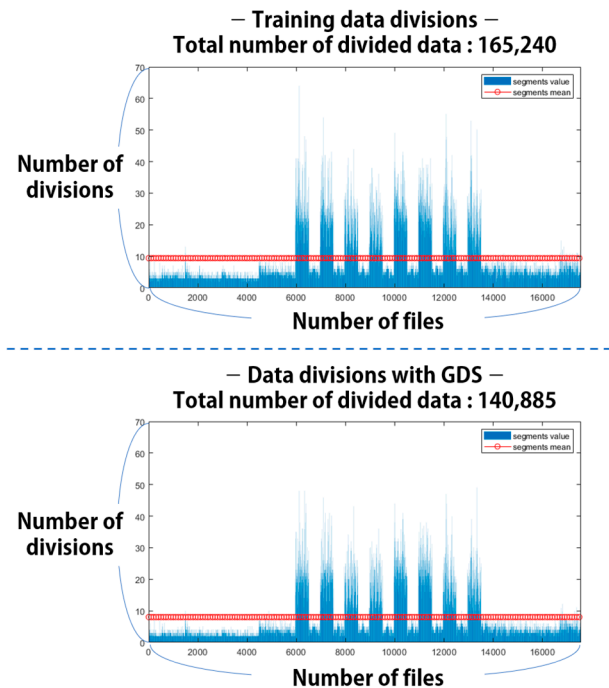 – Training data divisions –
Total number of divided data : 165,240
70
60
50
40
30
20
10
0
segments value
segments mean
Number of
divisions
0 2000 4000 6000 8000 10000 12000 14000 16000
Number of files
– Data divisions with GDS –
Total number of divided data : 140,885
70
60
50
40
30
20
10
0
segments value
segments mean
Number of
divisions
0 2000 4000 6000 8000 10000 12000 14000 16000
Number of files